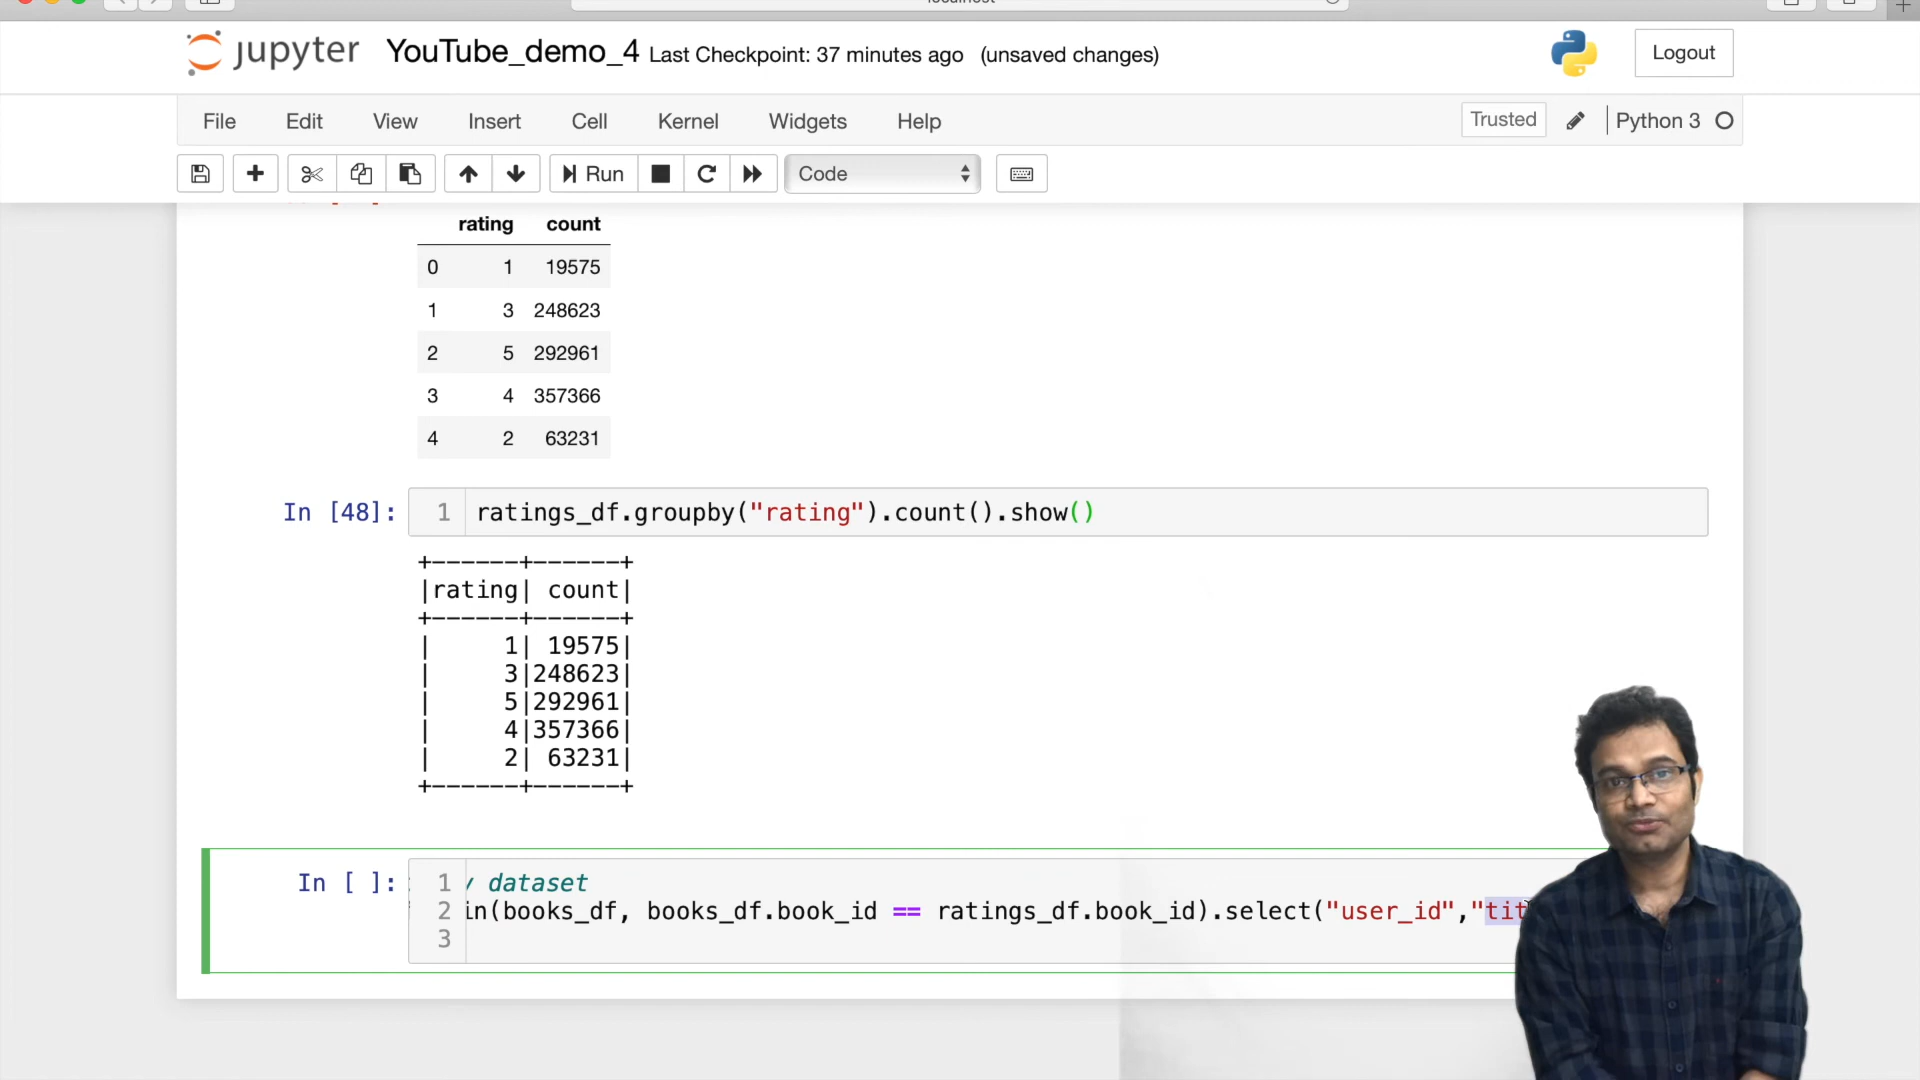 jupyter YouTube_demo_4 Last Checkpoint: 37 minutes ago (unsaved changes) Logout
File Edit View Insert Cell Kernel Widgets Help Trusted Python 3
Run Code
rating count
0 1 19575
1 3 248623
2 5 292961
3 4 357366
4 2 63231
In [48]: 1 ratings_df.groupby("rating").count().show()
+------+------+
|rating| count|
+------+------+
| 1| 19575|
| 3|248623|
| 5|292961|
| 4|357366|
| 2| 63231|
+------+------+
In [ ]: 1 dataset
2 in(books_df, books_df.book_id == ratings_df.book_id).select("user_id","tit
3